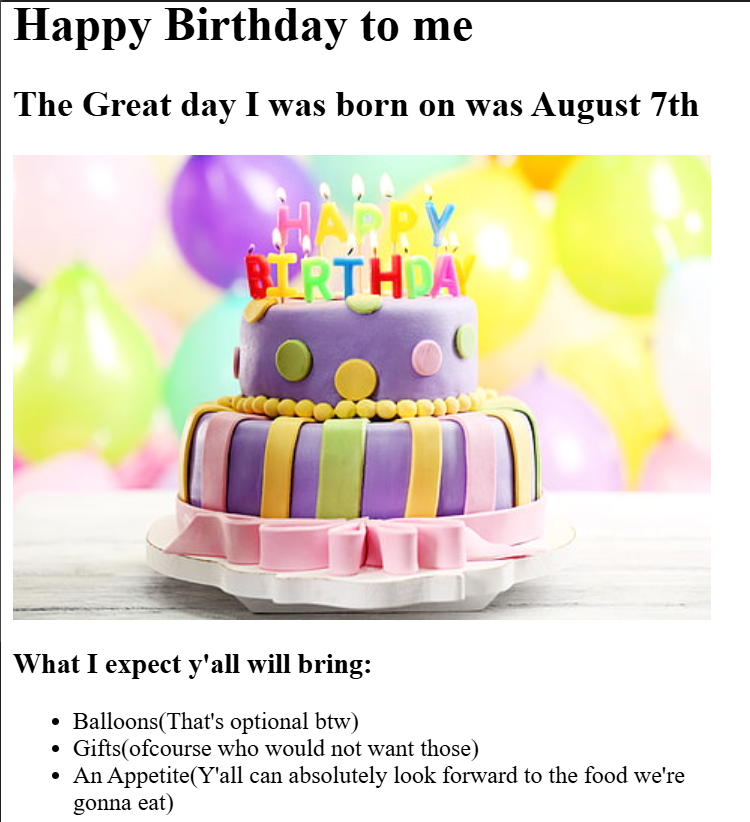 Happy Birthday to me
The Great day I was born on was August 7th
HAPPY
BIRTHDAY
What I expect y'all will bring:
• Balloons(That's optional btw)
• Gifts(ofcourse who would not want those)
• An Appetite(Y'all can absolutely look forward to the food we're
gonna eat)